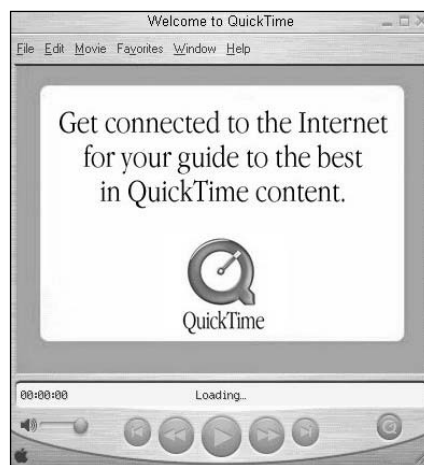 Welcome to QuickTime
File Edit Movie Favorites Window Help
Get connected to the Internet
for your guide to the best
in QuickTime content.
QuickTime
00:00:00 Loading...